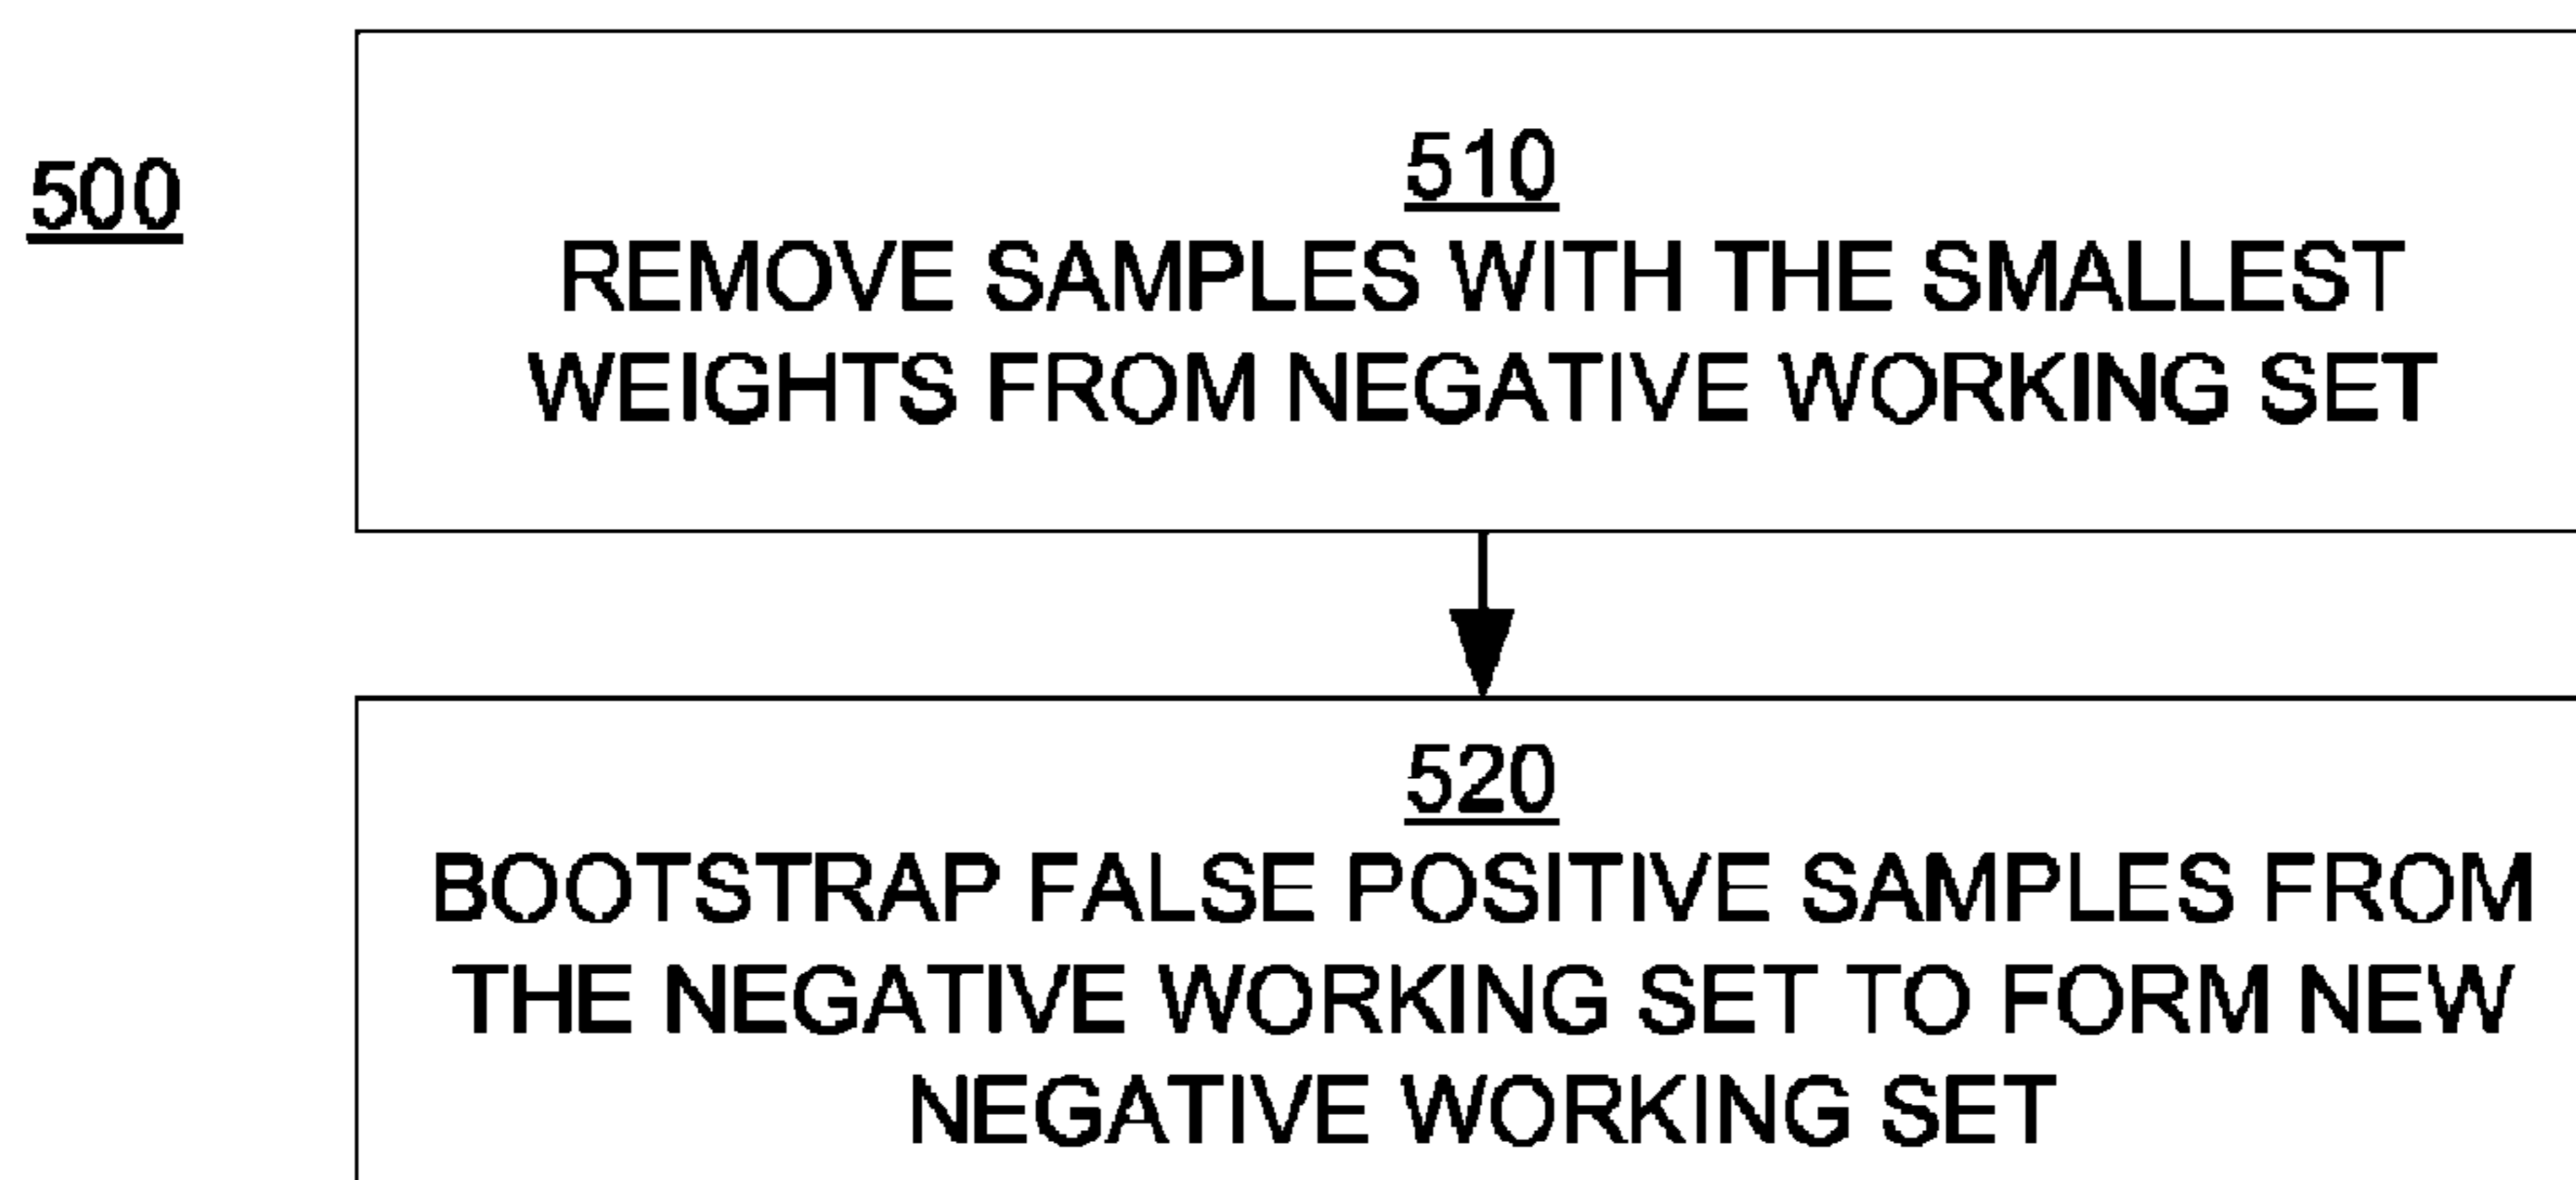 500
510
REMOVE SAMPLES WITH THE SMALLEST
WEIGHTS FROM NEGATIVE WORKING SET
520
BOOTSTRAP FALSE POSITIVE SAMPLES FROM
THE NEGATIVE WORKING SET TO FORM NEW
NEGATIVE WORKING SET